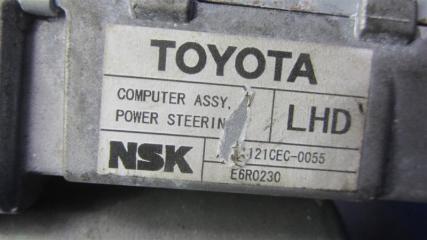 TOYOTA
COMPUTER ASSY,
POWER STEERIN
LHD
NSK
121CEC-0055
E6R0230